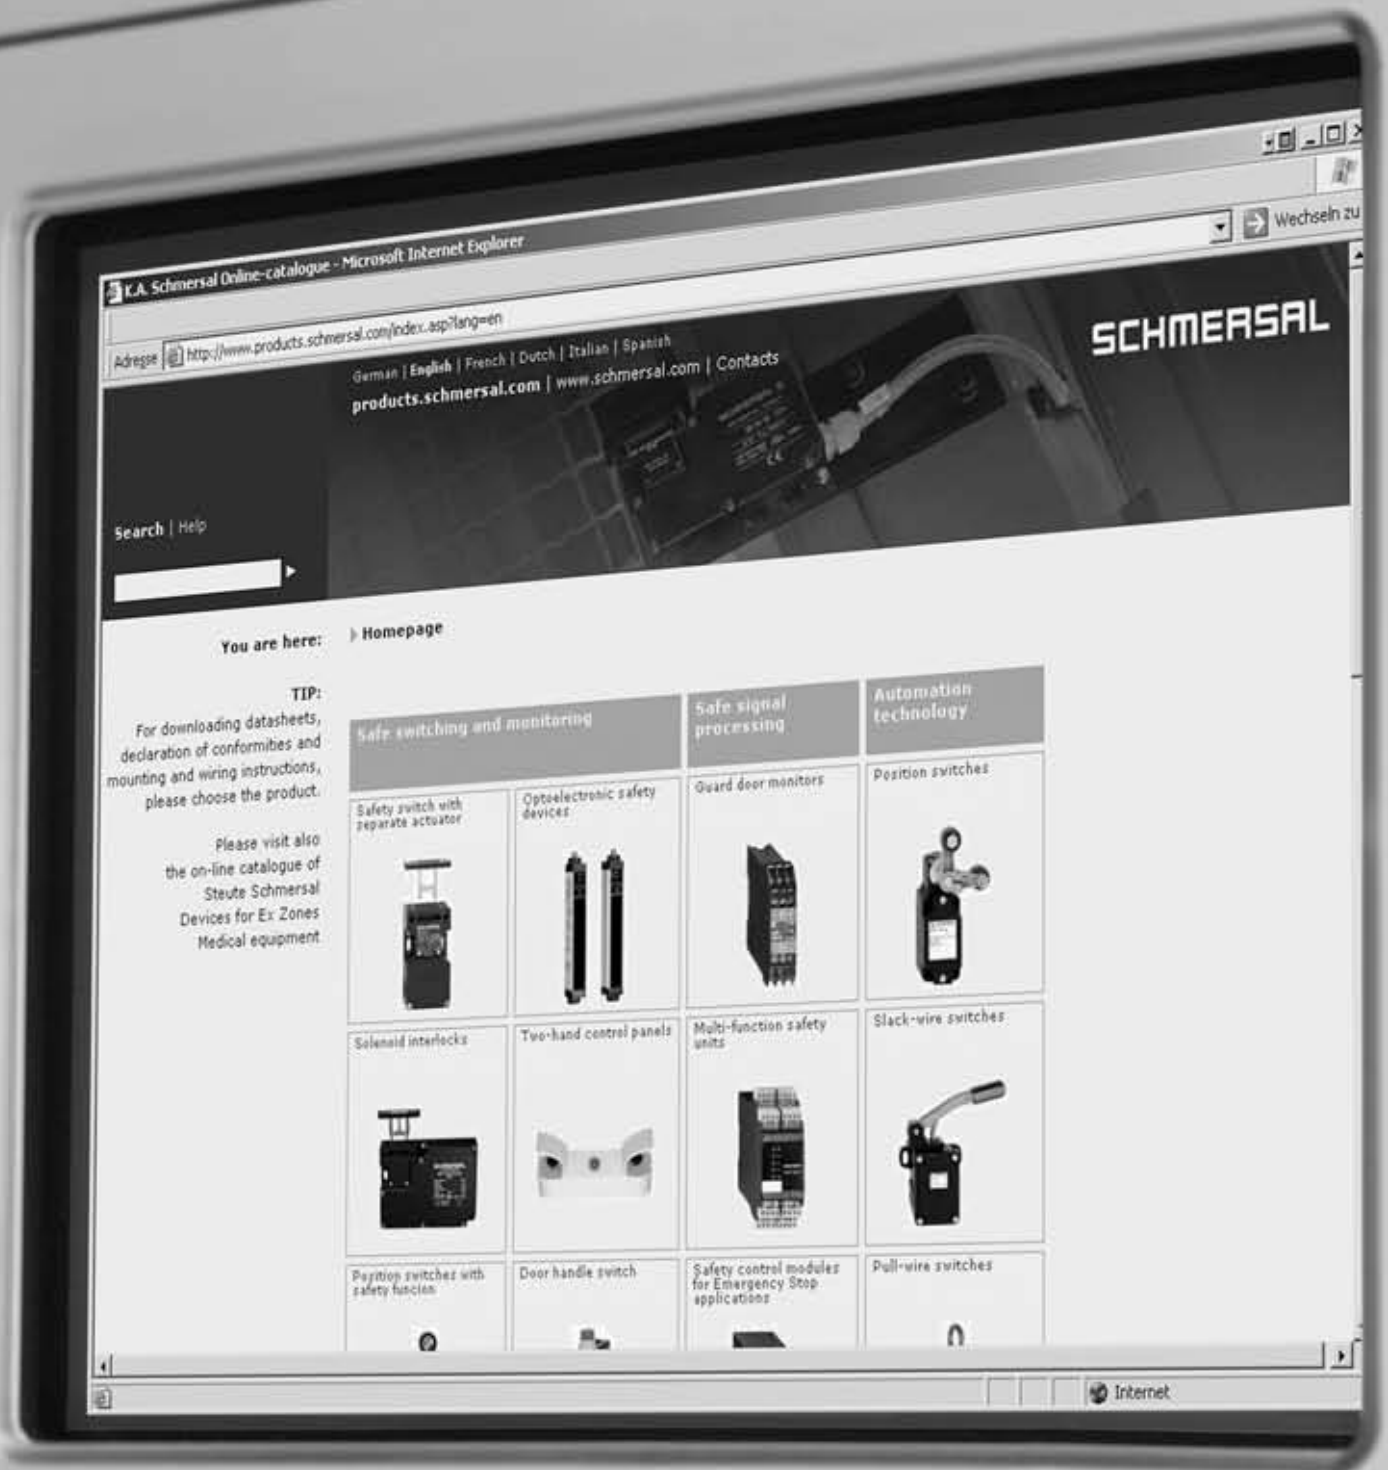 K.A. Schmersal Online-catalogue - Microsoft Internet Explorer
Wechseln zu
Adresse http://www.products.schmersal.com/index.asp?lang=en
German | English | French | Dutch | Italian | Spanish
products.schmersal.com | www.schmersal.com | Contacts
SCHMERSAL
Search | Help
You are here:
Homepage
TIP:
For downloading datasheets,
declaration of conformities and
mounting and wiring instructions,
please choose the product.
Please visit also
the on-line catalogue of
Steute Schmersal
Devices for Ex Zones
Medical equipment
Safe switching and monitoring
Safe signal
processing
Automation
technology
Safety switch with
separate actuator
Optoelectronic safety
devices
Guard door monitors
Position switches
Solenoid interlocks
Two-hand control panels
Multi-function safety
units
Slack-wire switches
Position switches with
safety funcion
Door handle switch
Safety control modules
for Emergency Stop
applications
Pull-wire switches
Internet